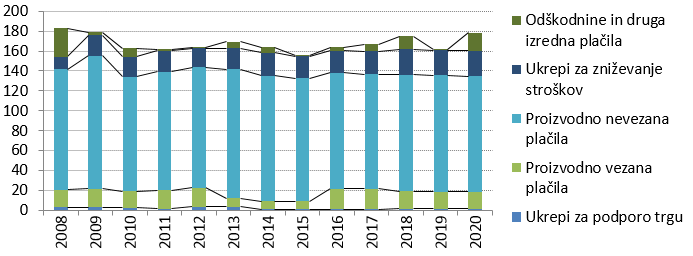 200
180
160
140
120
100
80
60
40
20
0
2008
2009
2010
2011
2012
2013
2014
2015
2016
2017
2018
2019
2020
Odškodnine in druga
izredna plačila
Ukrepi za zniževanje
stroškov
Proizvodno nevezana
plačila
Proizvodno vezana
plačila
Ukrepi za podporo trgu